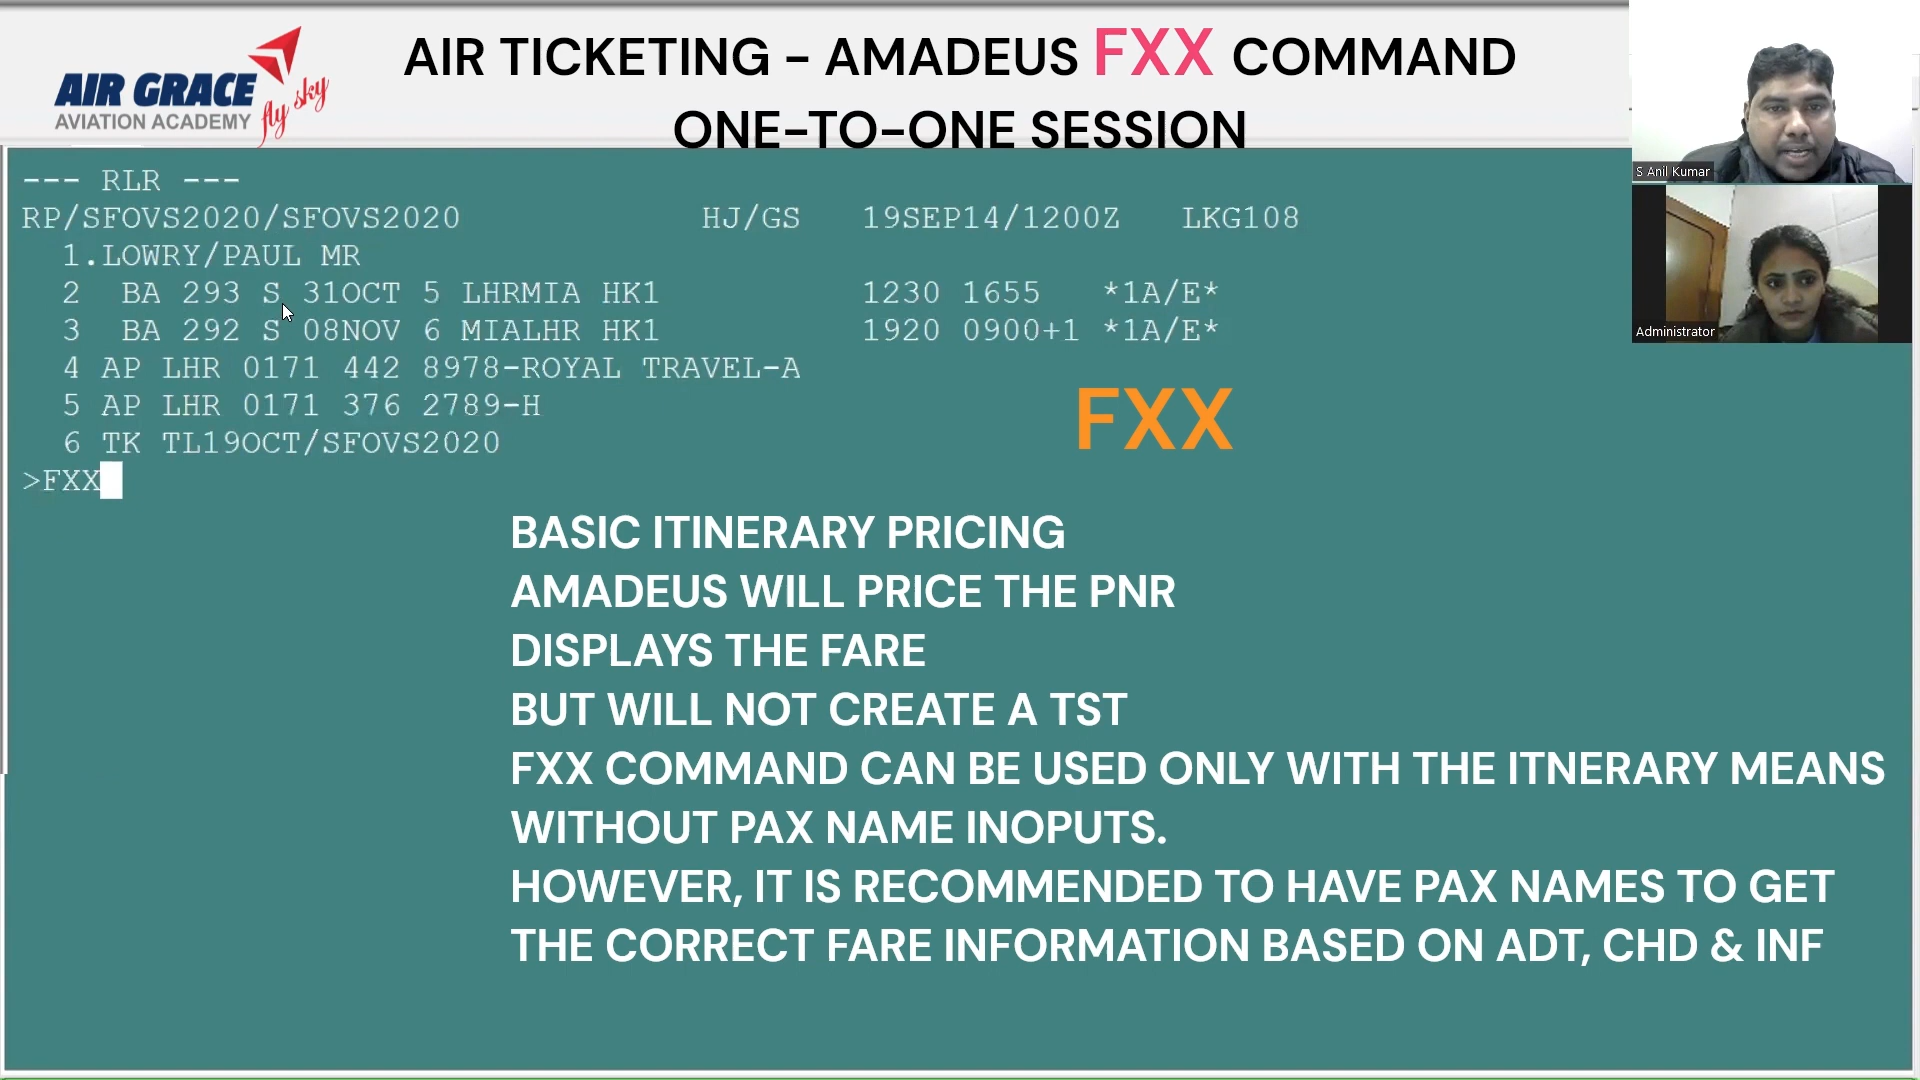 AIR GRACE
AVIATION ACADEMY
fly sky
AIR TICKETING - AMADEUS FXX COMMAND
ONE-TO-ONE SESSION
S Anil Kumar
Administrator
--- RLR ---
RP/SFOVS2020/SFOVS2020 HJ/GS 19SEP14/1200Z LKG108
1.LOWRY/PAUL MR
2 BA 293 S 31OCT 5 LHRMIA HK1 1230 1655 *1A/E*
3 BA 292 S 08NOV 6 MIALHR HK1 1920 0900+1 *1A/E*
4 AP LHR 0171 442 8978-ROYAL TRAVEL-A
5 AP LHR 0171 376 2789-H
6 TK TL19OCT/SFOVS2020
>FXX
FXX
BASIC ITINERARY PRICING
AMADEUS WILL PRICE THE PNR
DISPLAYS THE FARE
BUT WILL NOT CREATE A TST
FXX COMMAND CAN BE USED ONLY WITH THE ITNERARY MEANS
WITHOUT PAX NAME INOPUTS.
HOWEVER, IT IS RECOMMENDED TO HAVE PAX NAMES TO GET
THE CORRECT FARE INFORMATION BASED ON ADT, CHD & INF